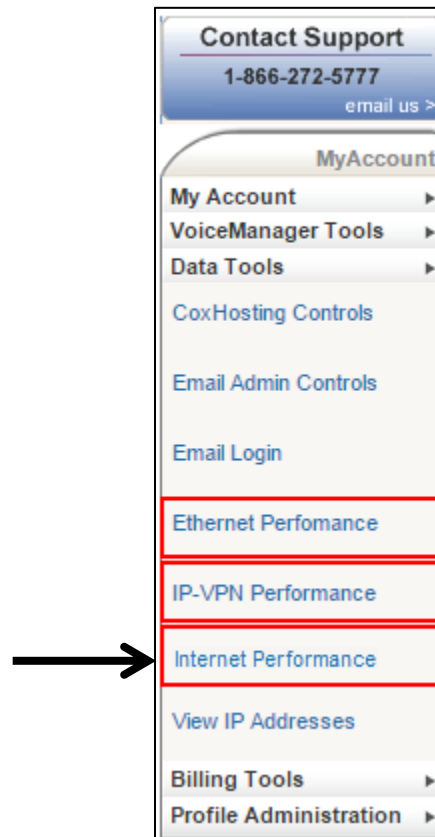 Contact Support
1-866-272-5777
email us >
MyAccount
My Account
VoiceManager Tools
Data Tools
CoxHosting Controls
Email Admin Controls
Email Login
Ethernet Perfomance
IP-VPN Performance
Internet Performance
View IP Addresses
Billing Tools
Profile Administration